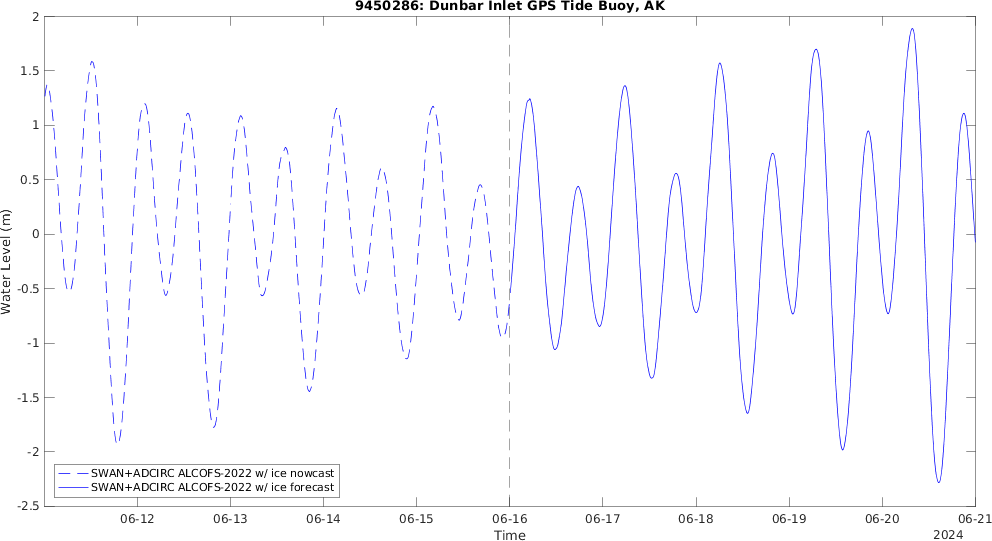 9450286: Dunbar Inlet GPS Tide Buoy, AK
2
1.5
1
0.5
0
-0.5
-1
-1.5
-2
-2.5
Water Level (m)
SWAN+ADCIRC ALCOFS-2022 w/ ice nowcast
SWAN+ADCIRC ALCOFS-2022 w/ ice forecast
06-12 06-13 06-14 06-15 06-16 06-17 06-18 06-19 06-20 06-21
Time
2024